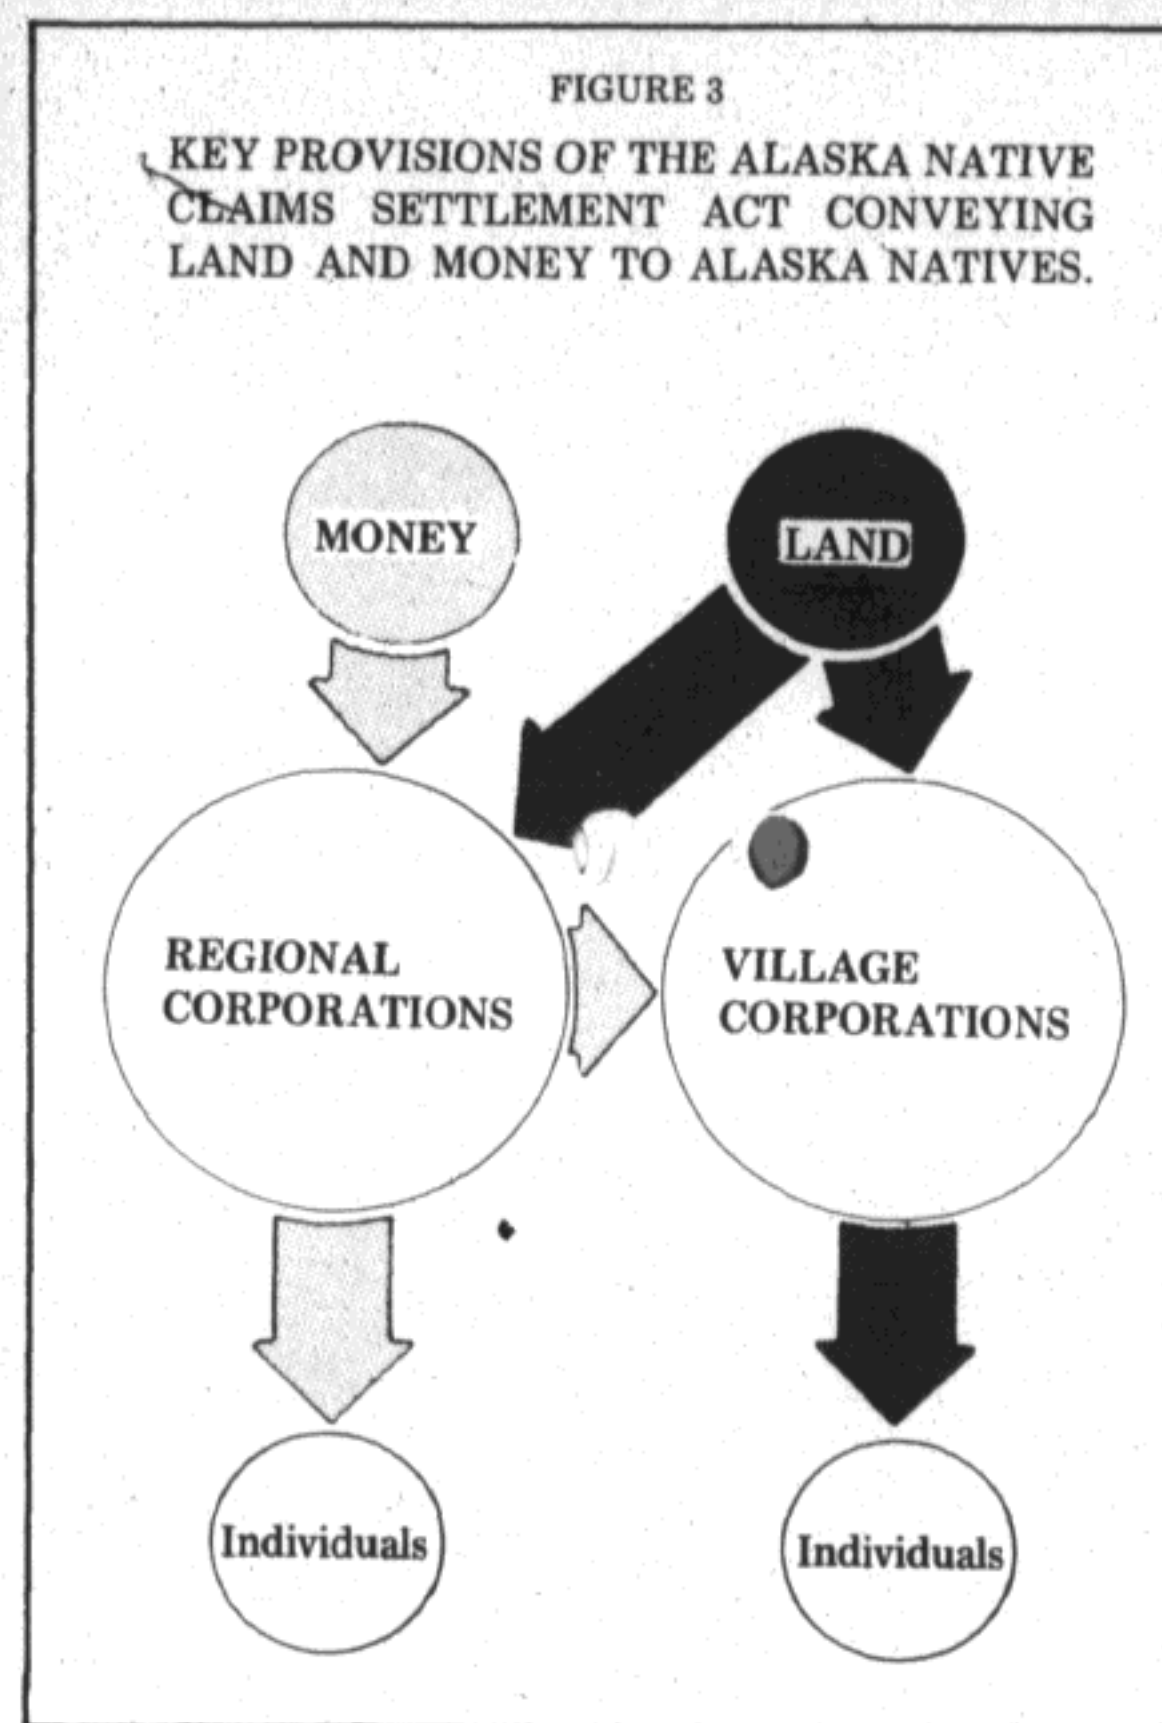 FIGURE 3
KEY PROVISIONS OF THE ALASKA NATIVE
CLAIMS SETTLEMENT ACT CONVEYING
LAND AND MONEY TO ALASKA NATIVES.
MONEY
LAND
REGIONAL
CORPORATIONS
VILLAGE
CORPORATIONS
Individuals
Individuals